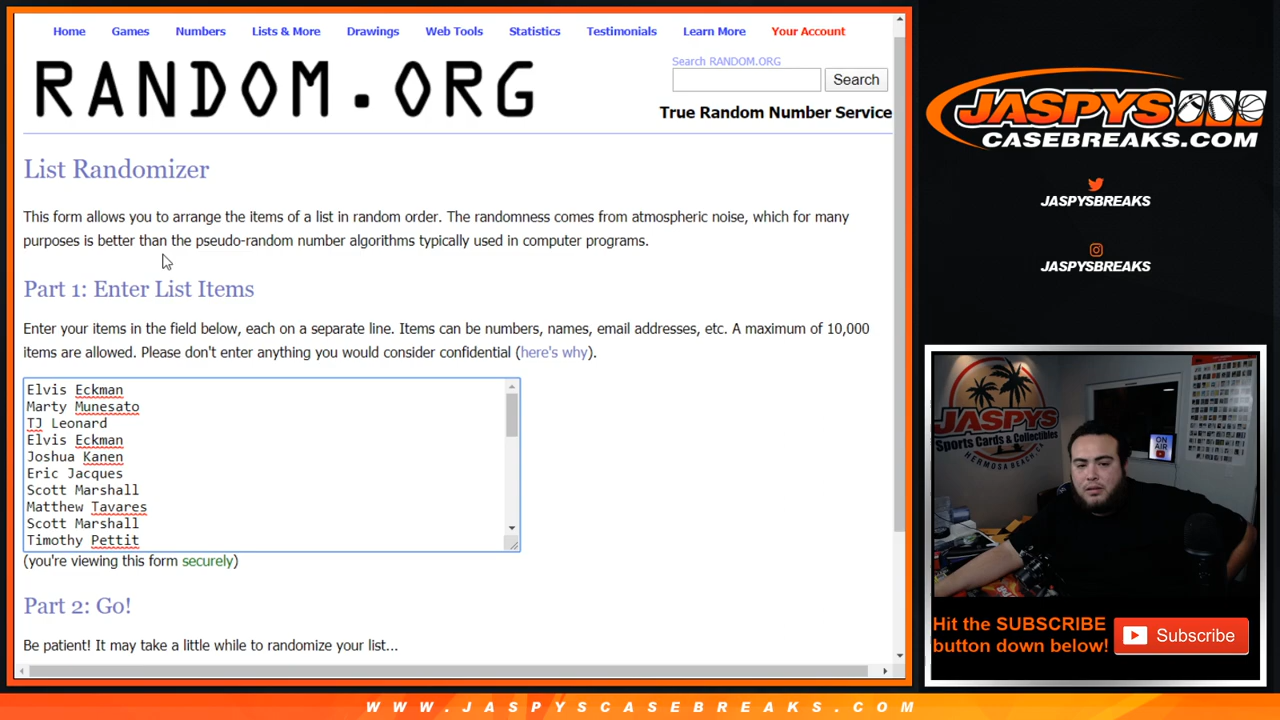 Home Games Numbers Lists & More Drawings Web Tools Statistics Testimonials Learn More Your Account
RANDOM.ORG
Search RANDOM.ORG
Search
True Random Number Service
List Randomizer
This form allows you to arrange the items of a list in random order. The randomness comes from atmospheric noise, which for many
purposes is better than the pseudo-random number algorithms typically used in computer programs.
Part 1: Enter List Items
Enter your items in the field below, each on a separate line. Items can be numbers, names, email addresses, etc. A maximum of 10,000
items are allowed. Please don't enter anything you would consider confidential (here's why).
Elvis Eckman
Marty Munesato
TJ Leonard
Elvis Eckman
Joshua Kanen
Eric Jacques
Scott Marshall
Matthew Tavares
Scott Marshall
Timothy Pettit
(you're viewing this form securely)
Part 2: Go!
Be patient! It may take a little while to randomize your list...
JASPYS
CASEBREAKS.COM
JASPYSBREAKS
JASPYSBREAKS
JASPYS
Sports Cards & Collectibles
HERMOSA BEACH, CA
ON
AIR
Hit the SUBSCRIBE
button down below!
Subscribe
WWW.JASPYSCASEBREAKS.COM